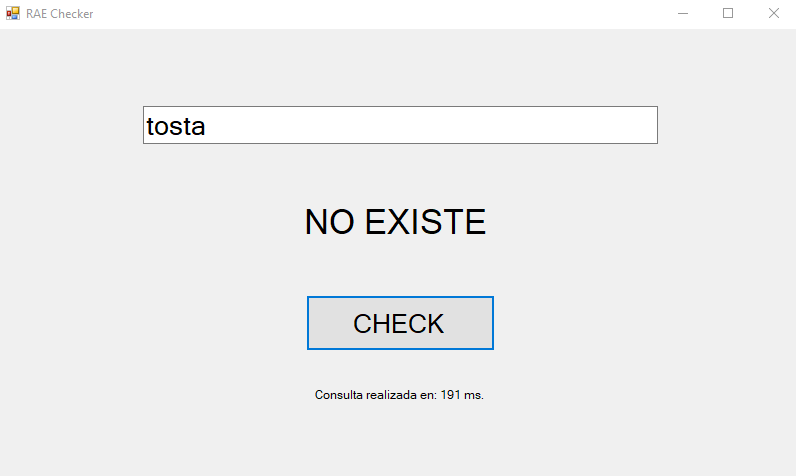 RAE Checker
tosta
NO EXISTE
CHECK
Consulta realizada en: 191 ms.